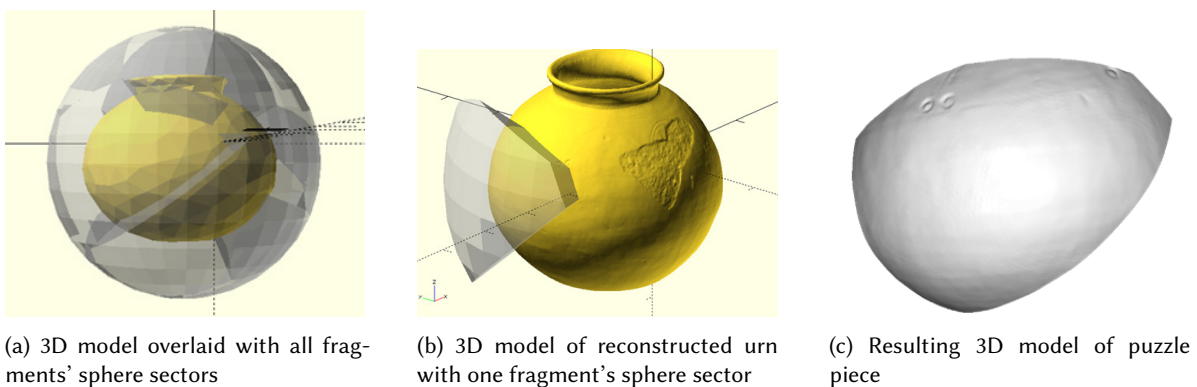 (a) 3D model overlaid with all frag-
ments' sphere sectors
(b) 3D model of reconstructed urn
with one fragment's sphere sector
(c) Resulting 3D model of puzzle
piece